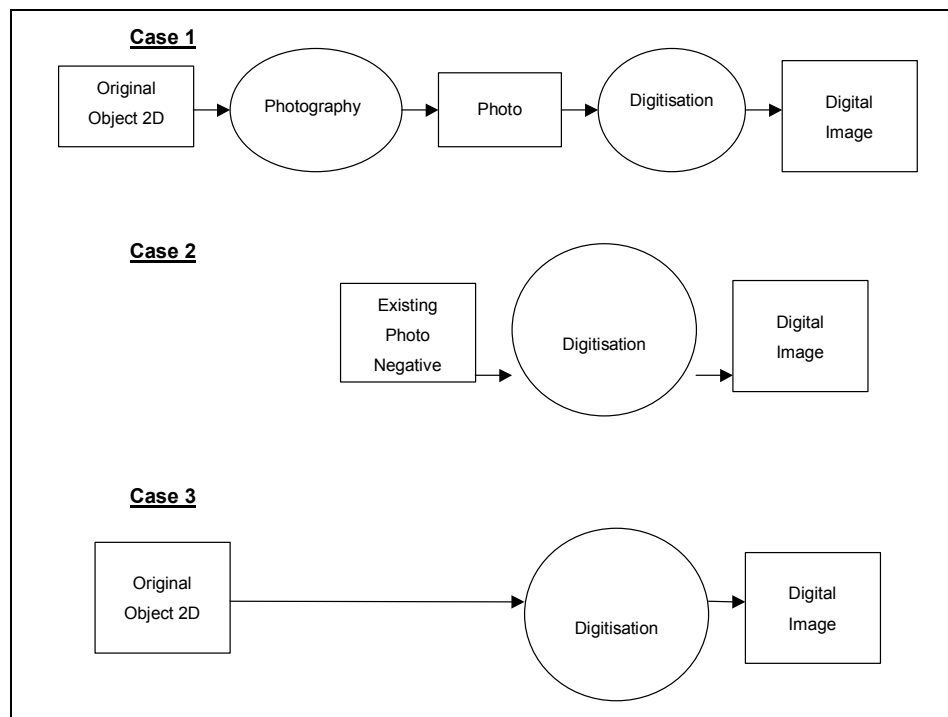 Case 1
Original
Object 2D
Photography
Photo
Digitisation
Digital
Image
Case 2
Existing
Photo
Negative
Digitisation
Digital
Image
Case 3
Original
Object 2D
Digitisation
Digital
Image